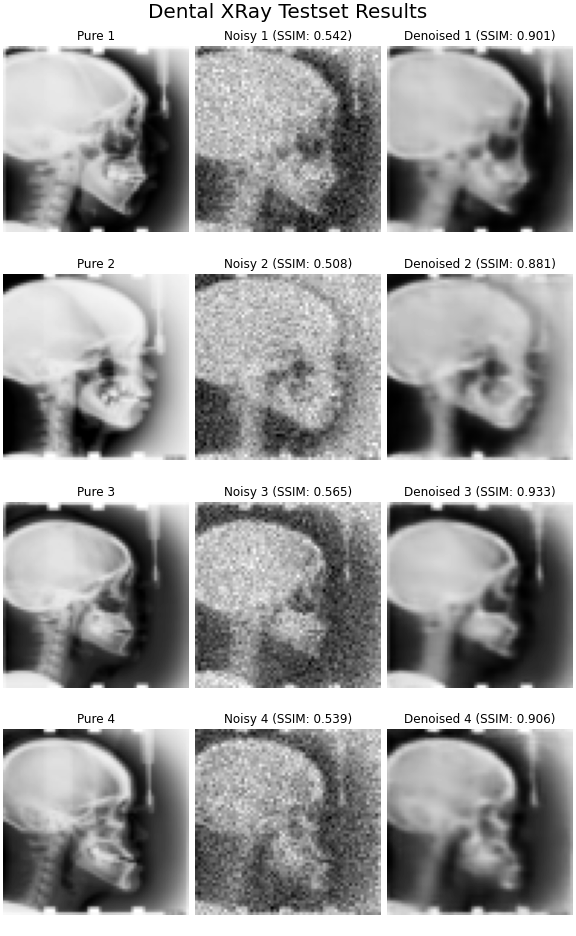 Dental XRay Testset Results
Pure 1
Noisy 1 (SSIM: 0.542)
Denoised 1 (SSIM: 0.901)
Pure 2
Noisy 2 (SSIM: 0.508)
Denoised 2 (SSIM: 0.881)
Pure 3
Noisy 3 (SSIM: 0.565)
Denoised 3 (SSIM: 0.933)
Pure 4
Noisy 4 (SSIM: 0.539)
Denoised 4 (SSIM: 0.906)